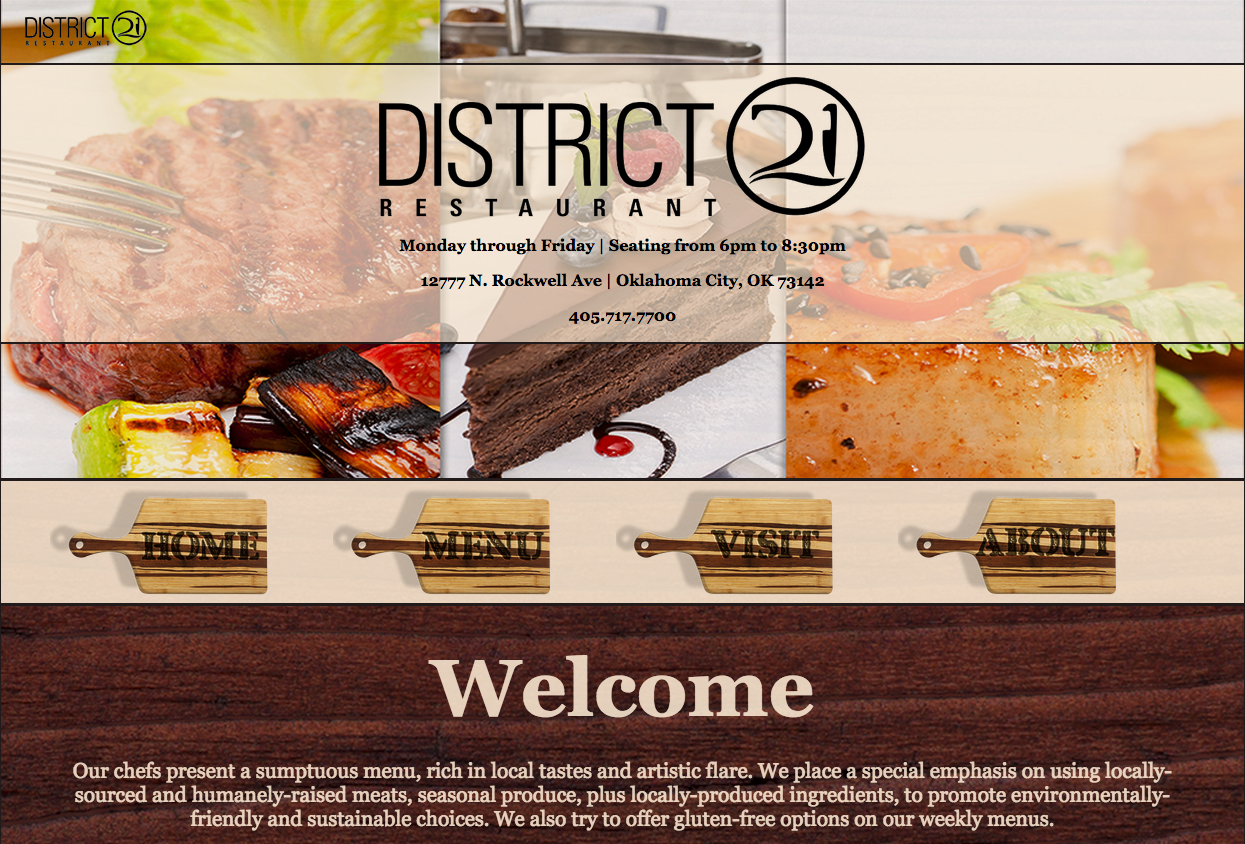 DISTRICT 21
RESTAURANT
DISTRICT 21
RESTAURANT
Monday through Friday | Seating from 6pm to 8:30pm
12777 N. Rockwell Ave | Oklahoma City, OK 73142
405.717.7700
HOME MENU VISIT ABOUT
Welcome
Our chefs present a sumptuous menu, rich in local tastes and artistic flare. We place a special emphasis on using locally-
sourced and humanely-raised meats, seasonal produce, plus locally-produced ingredients, to promote environmentally-
friendly and sustainable choices. We also try to offer gluten-free options on our weekly menus.